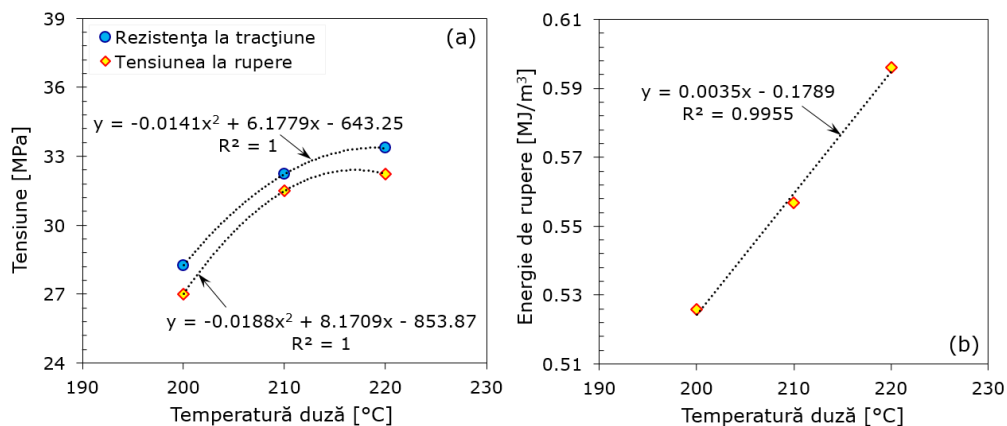 39
36
33
30
27
24
Tensiune [MPa]
Rezistenţa la tracţiune
Tensiunea la rupere
(a)
y = -0.0141x² + 6.1779x - 643.25
R² = 1
y = -0.0188x² + 8.1709x - 853.87
R² = 1
190 200 210 220 230
Temperatură duză [°C]
0.61
0.59
0.57
0.55
0.53
0.51
Energie de rupere [MJ/m³]
y = 0.0035x - 0.1789
R² = 0.9955
(b)
190 200 210 220 230
Temperatură duză [°C]